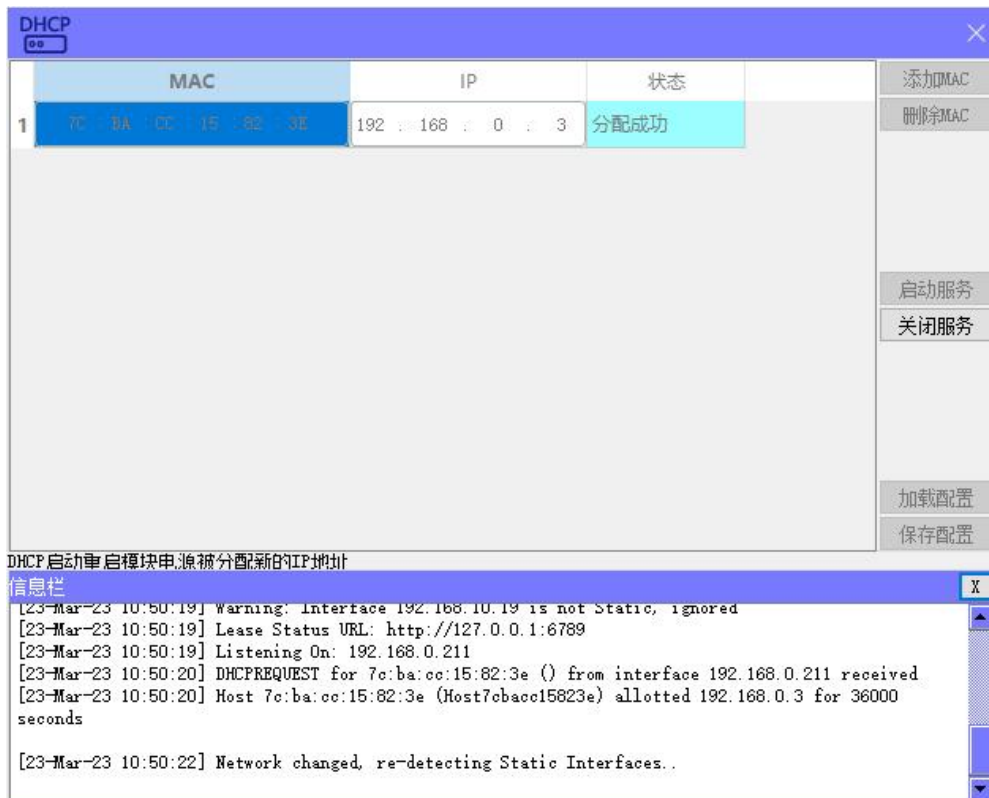 DHCP
MAC IP 状态 添加MAC
1 7C : BA : CC : 15 : 82 : 3E 192 . 168 . 0 . 3 分配成功 删除MAC
启动服务
关闭服务
加载配置
保存配置
DHCP启动重启模块电源被分配新的IP地址
信息栏 X
[23-Mar-23 10:50:19] Warning: Interface 192.168.10.19 is not Static, ignored
[23-Mar-23 10:50:19] Lease Status URL: http://127.0.0.1:6789
[23-Mar-23 10:50:19] Listening On: 192.168.0.211
[23-Mar-23 10:50:20] DHCPREQUEST for 7c:ba:cc:15:82:3e () from interface 192.168.0.211 received
[23-Mar-23 10:50:20] Host 7c:ba:cc:15:82:3e (Host7cbacc15823e) allotted 192.168.0.3 for 36000
seconds
[23-Mar-23 10:50:22] Network changed, re-detecting Static Interfaces..